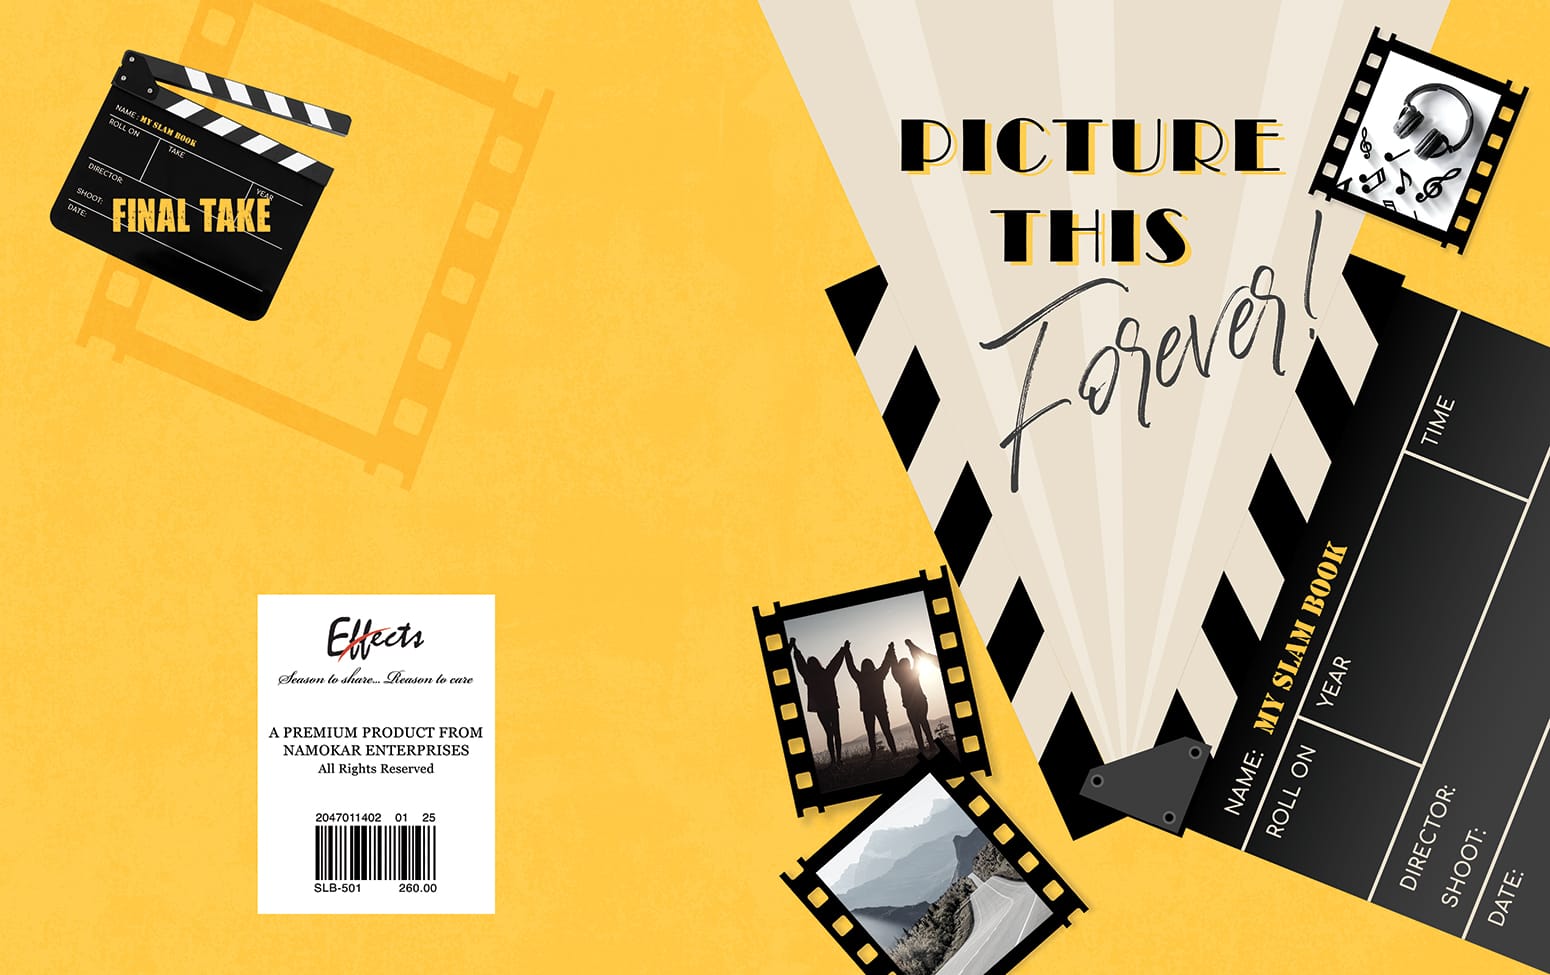 NAME: MY SLAM BOOK
ROLL ON
TAKE
YEAR
DIRECTOR:
SHOOT:
DATE:
FINAL TAKE
Effects
Season to share... Reason to care
A PREMIUM PRODUCT FROM
NAMOKAR ENTERPRISES
All Rights Reserved
2047011402 01 25
SLB-501 260.00
PICTURE
THIS
Forever!
NAME: MY SLAM BOOK
ROLL ON
YEAR
TIME
DIRECTOR:
SHOOT:
DATE: